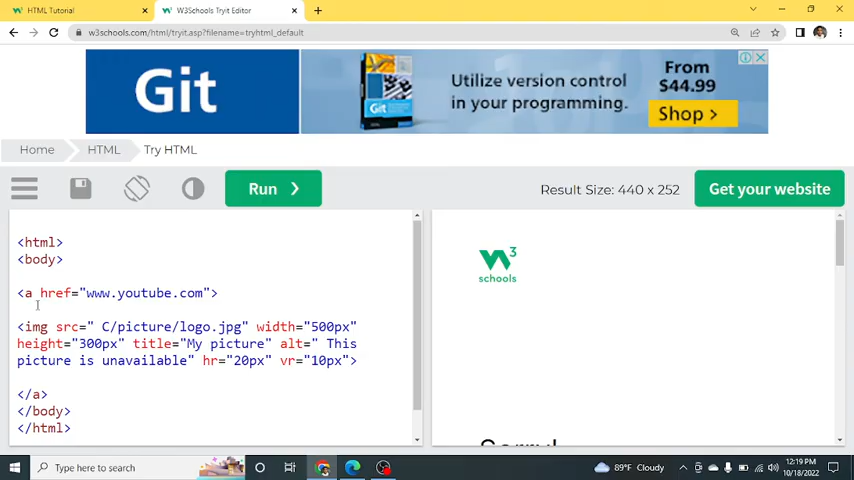 HTML Tutorial
W3Schools Tryit Editor
w3schools.com/html/tryit.asp?filename=tryhtml_default
Git
Git
Utilize version control
in your programming.
From
$44.99
Shop >
Home
HTML
Try HTML
Run
Result Size: 440 x 252
Get your website
<html>
<body>
<a href="www.youtube.com">
<img src=" C/picture/logo.jpg" width="500px"
height="300px" title="My picture" alt=" This
picture is unavailable" hr="20px" vr="10px">
</a>
</body>
</html>
W3
schools
Sorry!
Type here to search
89°F Cloudy
12:19 PM
10/18/2022